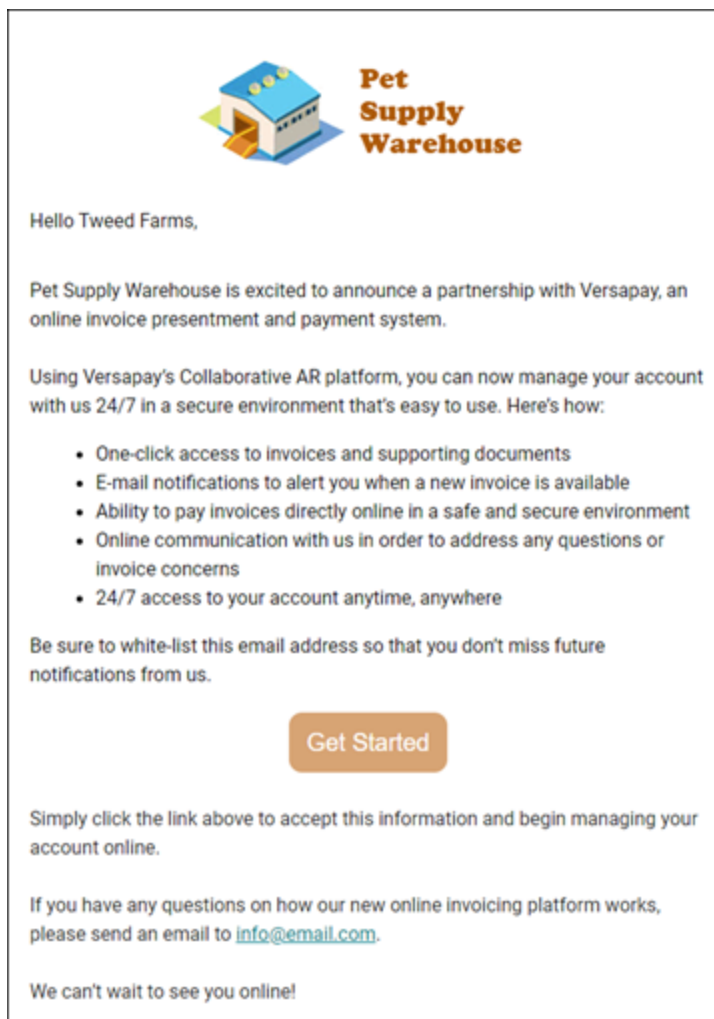 Pet
Supply
Warehouse
Hello Tweed Farms,
Pet Supply Warehouse is excited to announce a partnership with Versapay, an
online invoice presentment and payment system.
Using Versapay's Collaborative AR platform, you can now manage your account
with us 24/7 in a secure environment that's easy to use. Here's how:
• One-click access to invoices and supporting documents
• E-mail notifications to alert you when a new invoice is available
• Ability to pay invoices directly online in a safe and secure environment
• Online communication with us in order to address any questions or
invoice concerns
• 24/7 access to your account anytime, anywhere
Be sure to white-list this email address so that you don't miss future
notifications from us.
Get Started
Simply click the link above to accept this information and begin managing your
account online.
If you have any questions on how our new online invoicing platform works,
please send an email to info@email.com.
We can't wait to see you online!